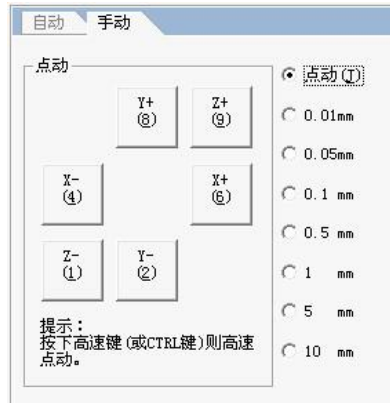 自动 手动
点动
点动(T)
Y+ Z+
(8) (9)
0.01mm
0.05mm
X- X+
(4) (6)
0.1 mm
0.5 mm
Z- Y-
(1) (2)
1 mm
提示：
按下高速键(或CTRL键)则高速
点动。
5 mm
10 mm